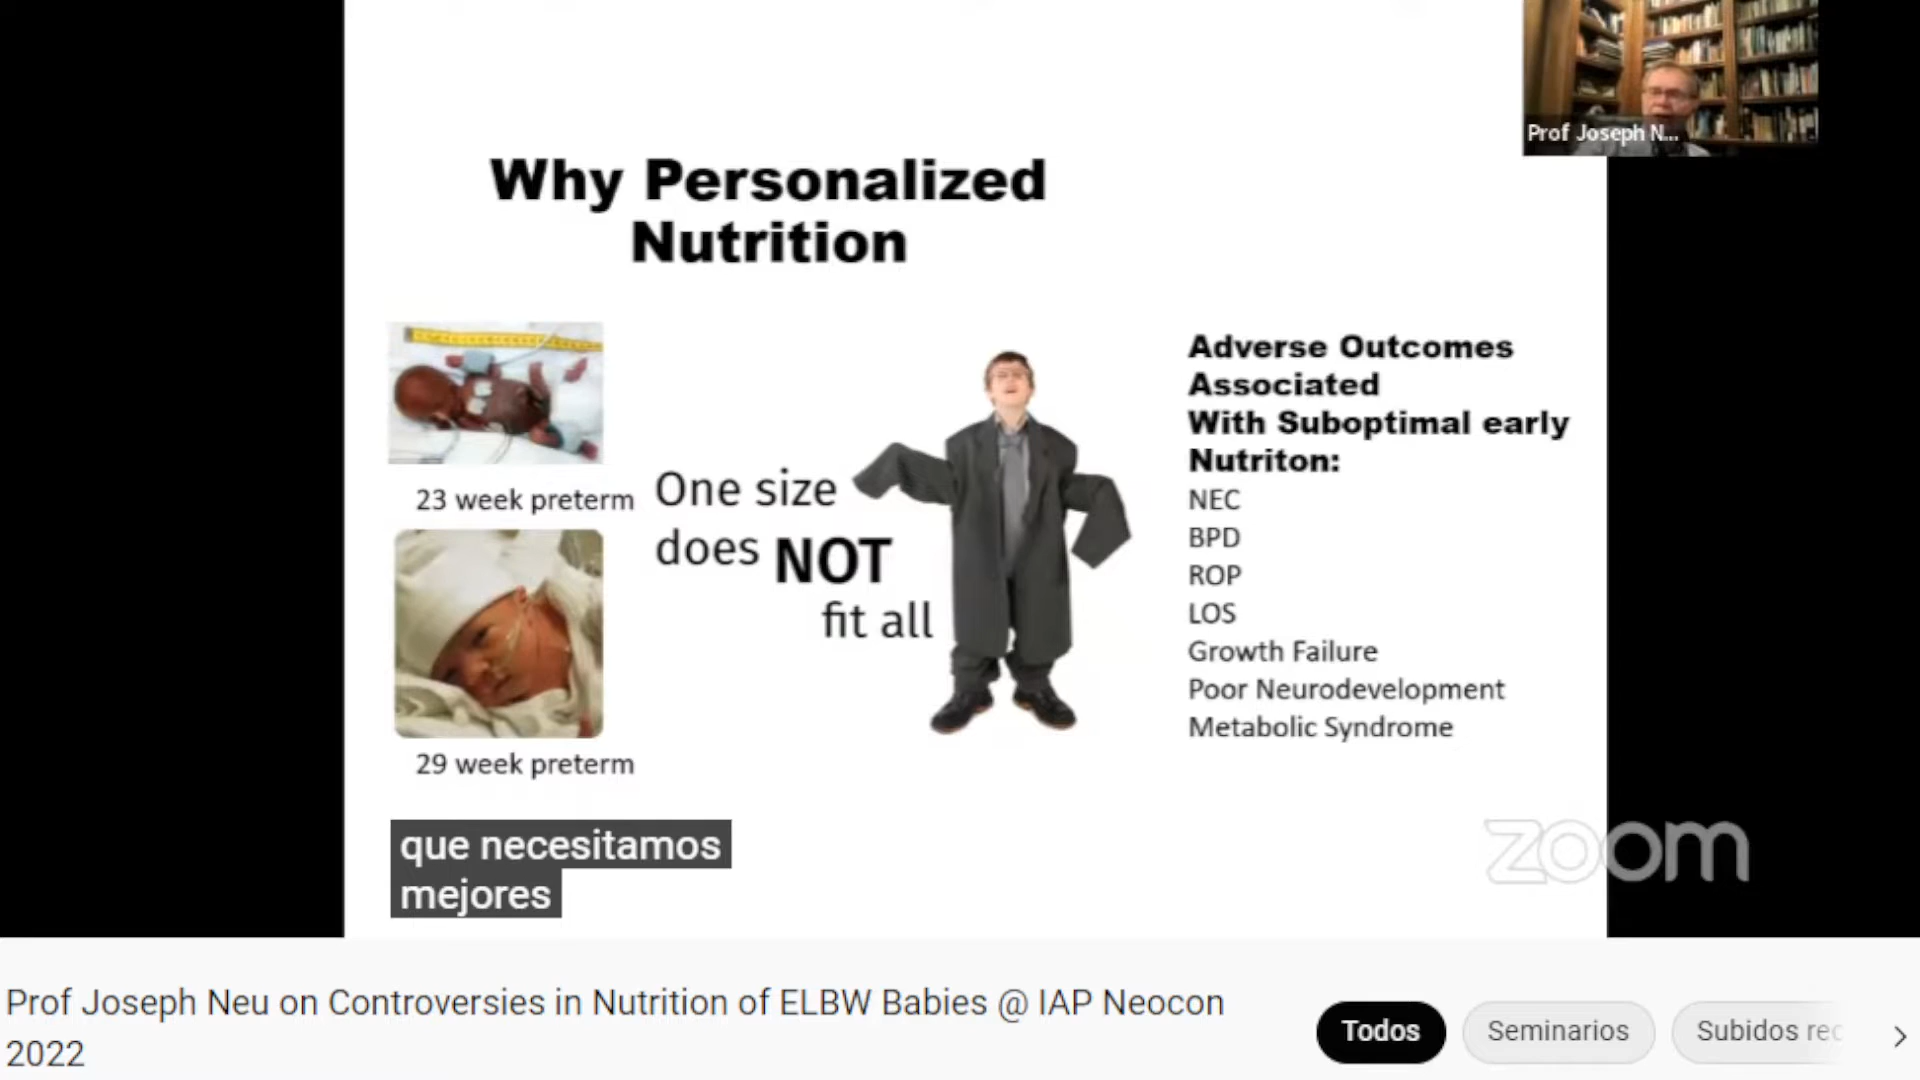 Prof Joseph N...
Why Personalized
Nutrition
23 week preterm
29 week preterm
One size
does NOT
fit all
Adverse Outcomes
Associated
With Suboptimal early
Nutriton:
NEC
BPD
ROP
LOS
Growth Failure
Poor Neurodevelopment
Metabolic Syndrome
que necesitamos
mejores
zoom
Prof Joseph Neu on Controversies in Nutrition of ELBW Babies @ IAP Neocon
2022
Todos
Seminarios
Subidos rec